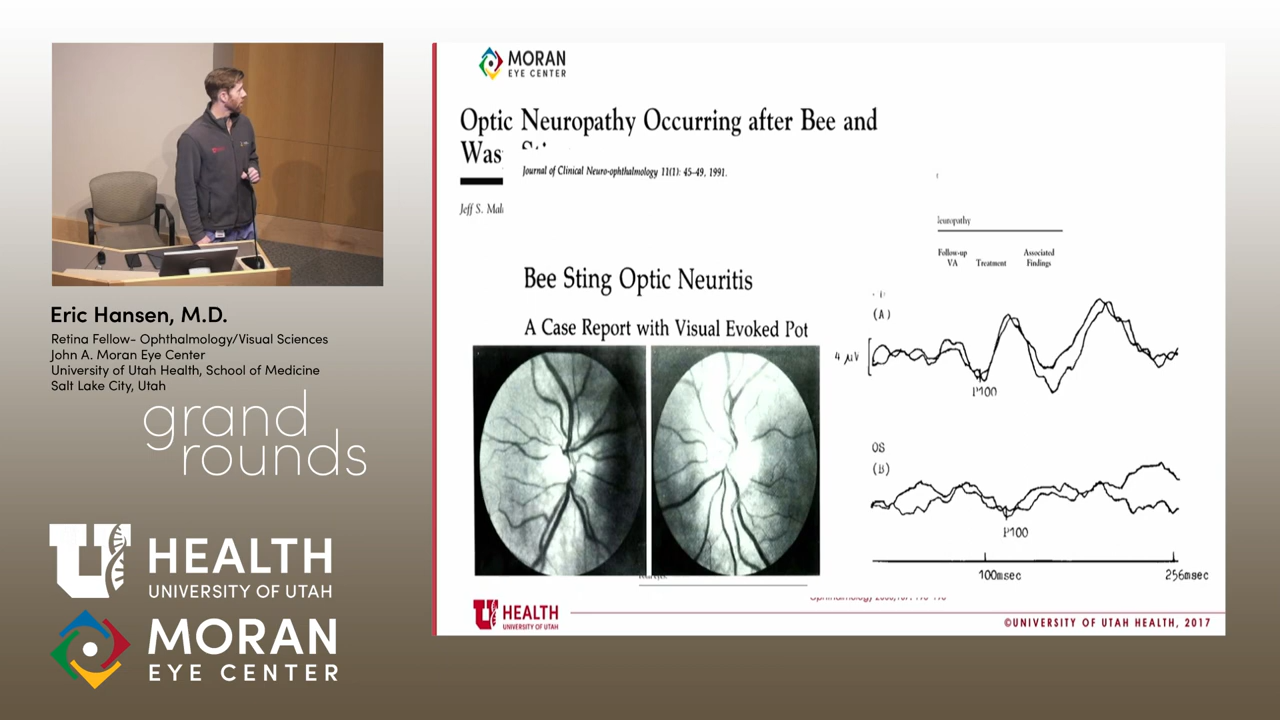 Eric Hansen, M.D.
Retina Fellow- Ophthalmology/Visual Sciences
John A. Moran Eye Center
University of Utah Health, School of Medicine
Salt Lake City, Utah
grand
rounds
U HEALTH
UNIVERSITY OF UTAH
MORAN
EYE CENTER
MORAN
EYE CENTER
Optic Neuropathy Occurring after Bee and
Was
Journal of Clinical Neuro-ophthalmology 11(1): 45–49, 1991.
Jeff S. Mal
europathy
Follow-up Associated
VA Treatment Findings
Bee Sting Optic Neuritis
A Case Report with Visual Evoked Pot
(A)
4 μV
P100
OS
(B)
P100
100msec 256msec
U HEALTH
UNIVERSITY OF UTAH
©UNIVERSITY OF UTAH HEALTH, 2017